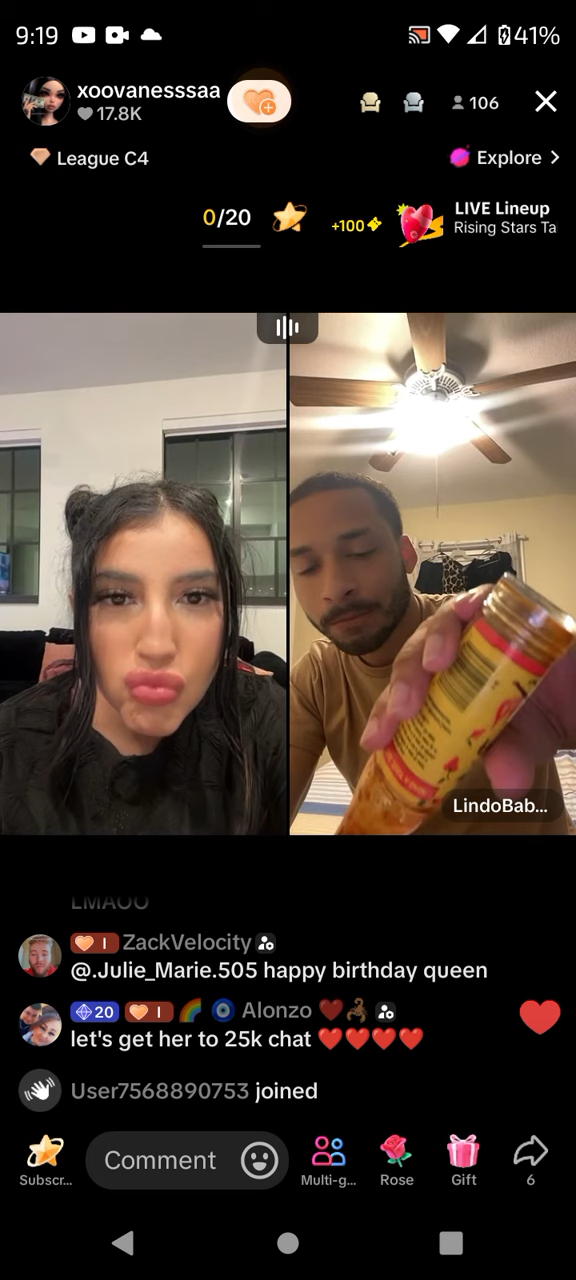 9:19
41%
xoovanesssaa
17.8K
106
League C4
Explore
0/20
+100
LIVE Lineup
Rising Stars Ta
LindoBab...
LMAOO
I ZackVelocity
@.Julie_Marie.505 happy birthday queen
20 I Alonzo
let's get her to 25k chat
User7568890753 joined
Comment
Subscr...
Multi-g...
Rose
Gift
6